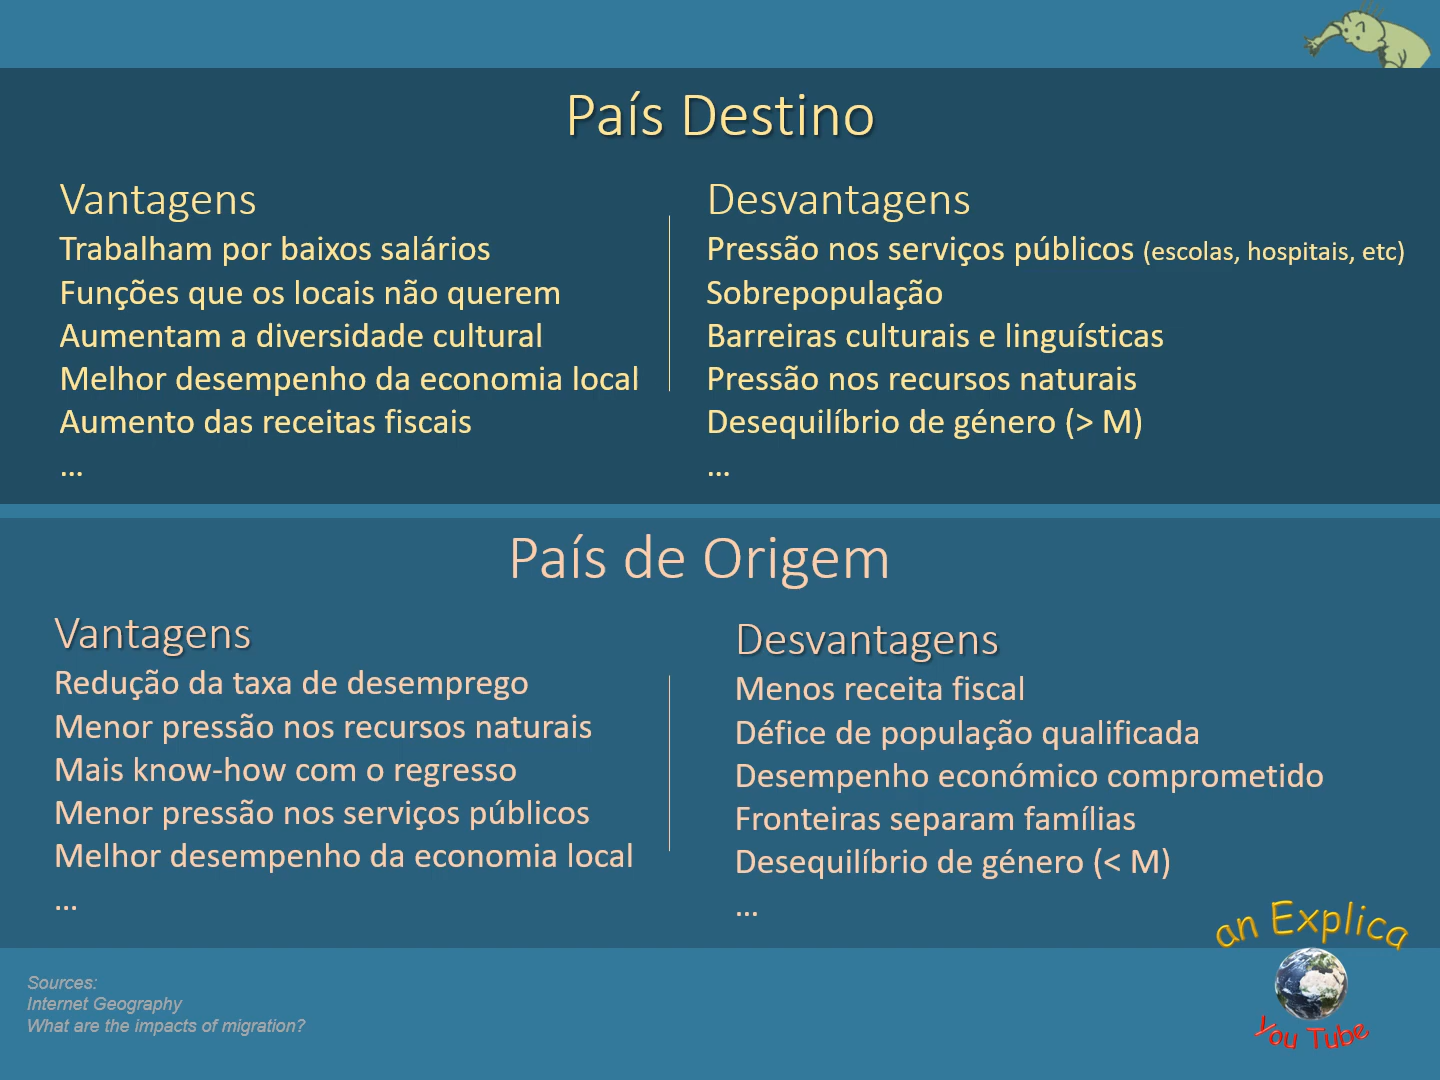 País Destino
Vantagens
Trabalham por baixos salários
Funções que os locais não querem
Aumentam a diversidade cultural
Melhor desempenho da economia local
Aumento das receitas fiscais
...
Desvantagens
Pressão nos serviços públicos (escolas, hospitais, etc)
Sobrepopulação
Barreiras culturais e linguísticas
Pressão nos recursos naturais
Desequilíbrio de género (> M)
...
País de Origem
Vantagens
Redução da taxa de desemprego
Menor pressão nos recursos naturais
Mais know-how com o regresso
Menor pressão nos serviços públicos
Melhor desempenho da economia local
...
Desvantagens
Menos receita fiscal
Défice de população qualificada
Desempenho económico comprometido
Fronteiras separam famílias
Desequilíbrio de género (< M)
...
Sources:
Internet Geography
What are the impacts of migration?
an Explica
You Tube